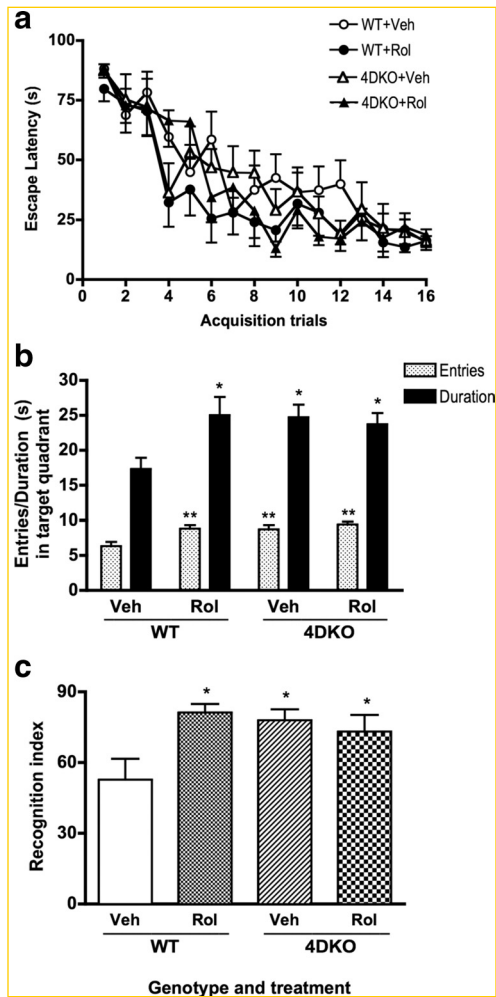 a
WT+Veh
WT+Rol
4DKO+Veh
4DKO+Rol
100
75
50
25
0
Escape Latency (s)
0 2 4 6 8 10 12 14 16
Acquisition trials
b
Entries
Duration
30
25
20
15
10
5
0
Entries/Duration (s)
in target quadrant
* * *
** ** **
Veh Rol Veh Rol
WT 4DKO
c
90
60
30
0
Recognition index
* * *
Veh Rol Veh Rol
WT 4DKO
Genotype and treatment